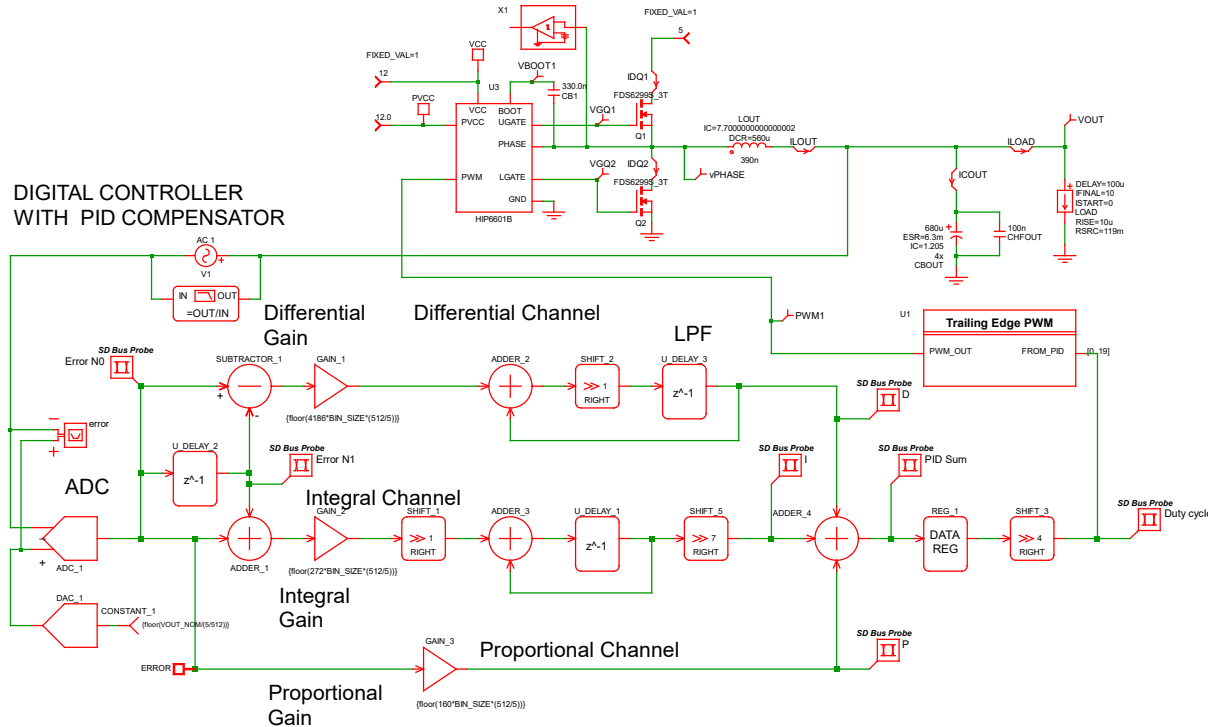 X1
FIXED_VAL=1
5
VCC
FIXED_VAL=1
12
VBOOT1
330.0n
CB1
IDQ1
FDS6299S_3T
U3
PVCC
VCC
BOOT
12.0
PVCC
UGATE
VGQ1
Q1
LOUT
IC=7.7000000000000002
DCR=560u
390n
ILOUT
ILOAD
VOUT
PHASE
VGQ2
IDQ2
FDS6299S_3T
vPHASE
PWM
LGATE
GND
Q2
HIP6601B
ICOUT
DELAY=100u
IFINAL=10
ISTART=0
LOAD
RISE=10u
RSRC=119m
680u
ESR=6.3m
IC=1.205
4x
CBOUT
100n
CHFOUT
DIGITAL CONTROLLER
WITH PID COMPENSATOR
AC 1
V1
IN OUT
=OUT/IN
Differential
Gain
Differential Channel
LPF
PWM1
U1
Trailing Edge PWM
PWM_OUT
FROM_PID
[0..19]
SD Bus Probe
Error N0
SUBTRACTOR_1
+
-
GAIN_1
{floor(4186*BIN_SIZE*(512/5))}
ADDER_2
SHIFT_2
>> 1
RIGHT
U_DELAY_3
z^-1
SD Bus Probe
D
error
U_DELAY_2
z^-1
SD Bus Probe
Error N1
SD Bus Probe
I
SD Bus Probe
PID Sum
ADC
Integral Channel
GAIN_2
SHIFT_1
>> 1
RIGHT
ADDER_3
U_DELAY_1
z^-1
SHIFT_5
>> 7
RIGHT
ADDER_4
REG_1
DATA
REG
SHIFT_3
>> 4
RIGHT
SD Bus Probe
Duty cycle
-
+
ADC_1
ADDER_1
{floor(272*BIN_SIZE*(512/5))}
Integral
Gain
DAC_1
CONSTANT_1
{floor(VOUT_NOM/(5/512))}
GAIN_3
Proportional Channel
SD Bus Probe
P
ERROR
Proportional
Gain
{floor(160*BIN_SIZE*(512/5))}